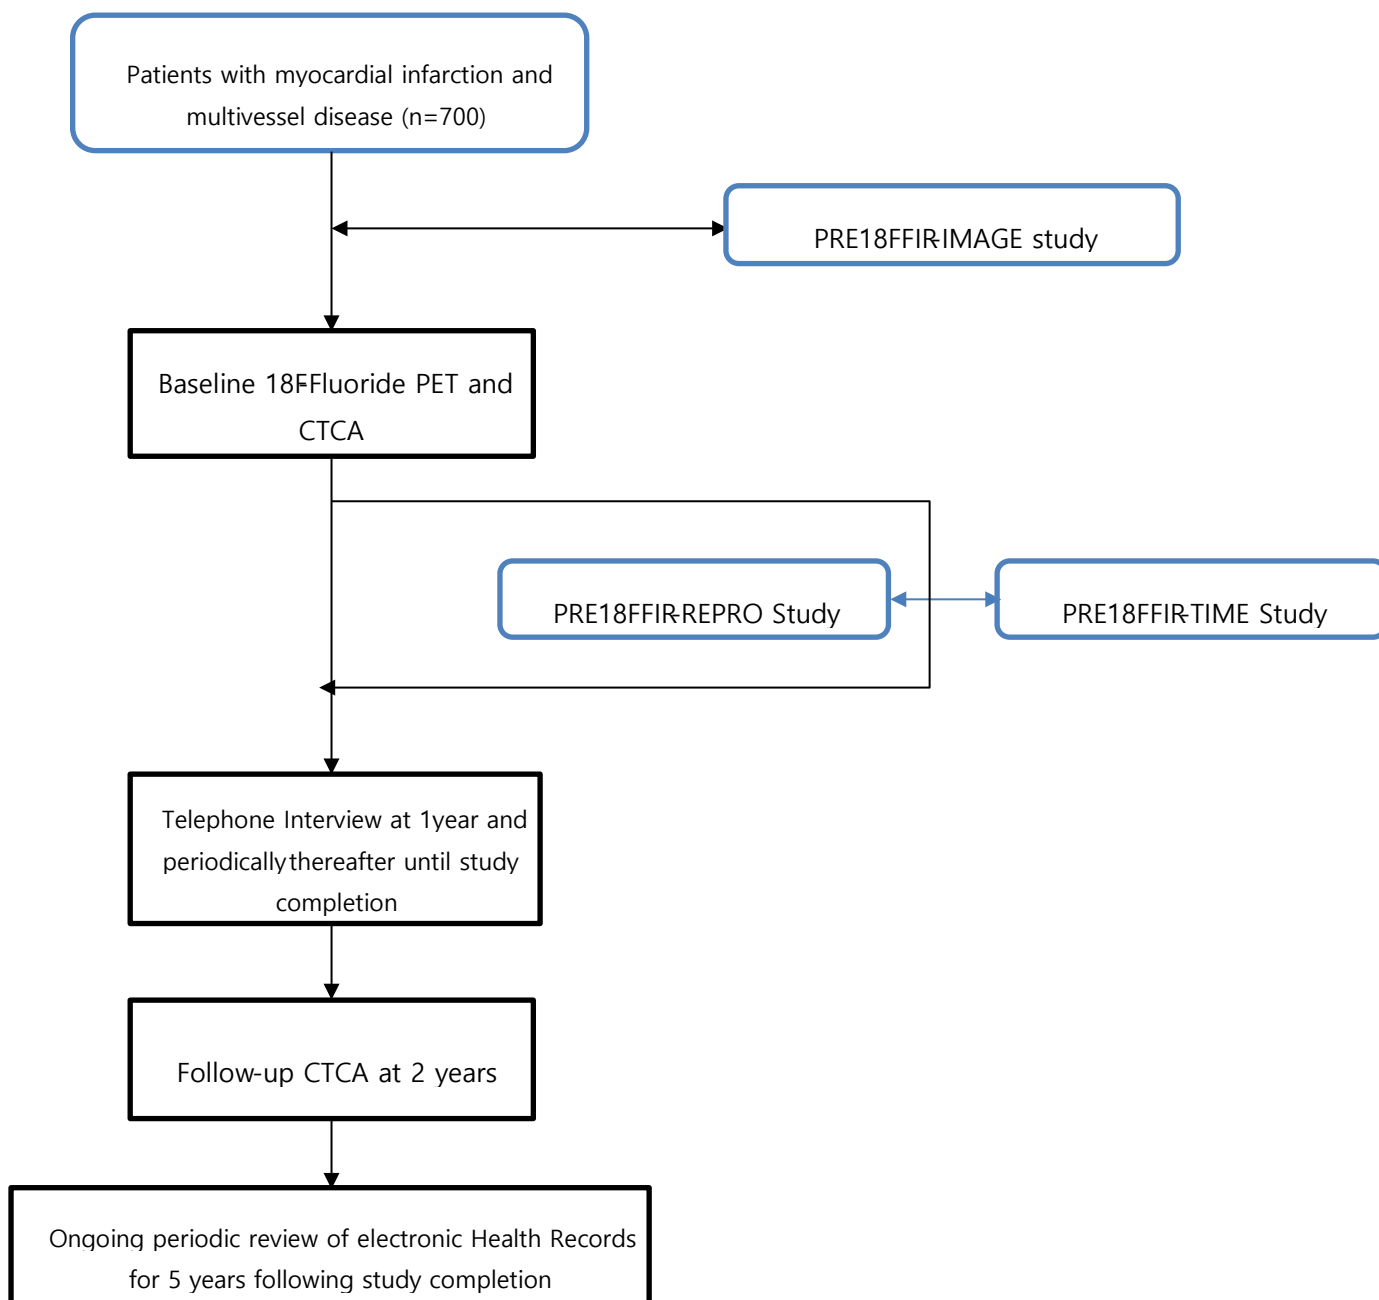 Patients with myocardial infarction and
multivessel disease (n=700)
PRE18FFIR-IMAGE study
Baseline 18F-Fluoride PET and
CTCA
PRE18FFIR-REPRO Study
PRE18FFIR-TIME Study
Telephone Interview at 1year and
periodically thereafter until study
completion
Follow-up CTCA at 2 years
Ongoing periodic review of electronic Health Records
for 5 years following study completion